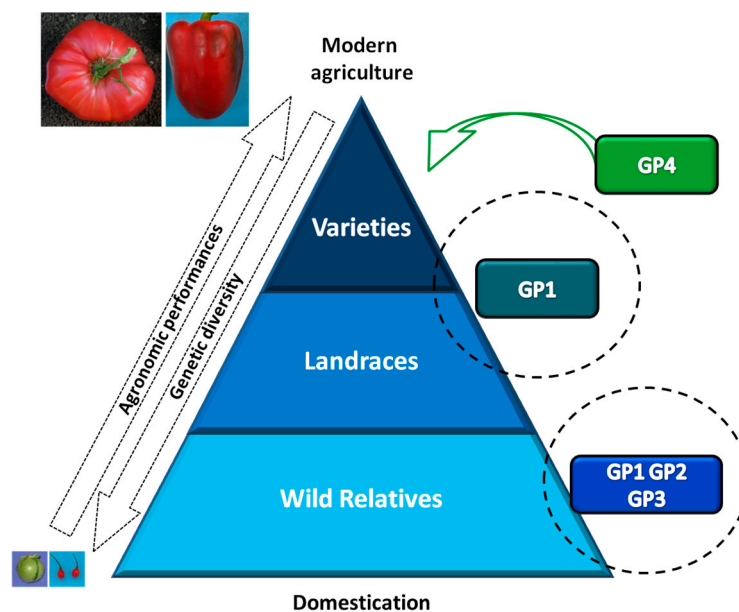 Modern
agriculture
GP4
Varieties
GP1
Agronomic performances
Genetic diversity
Landraces
GP1 GP2
GP3
Wild Relatives
Domestication